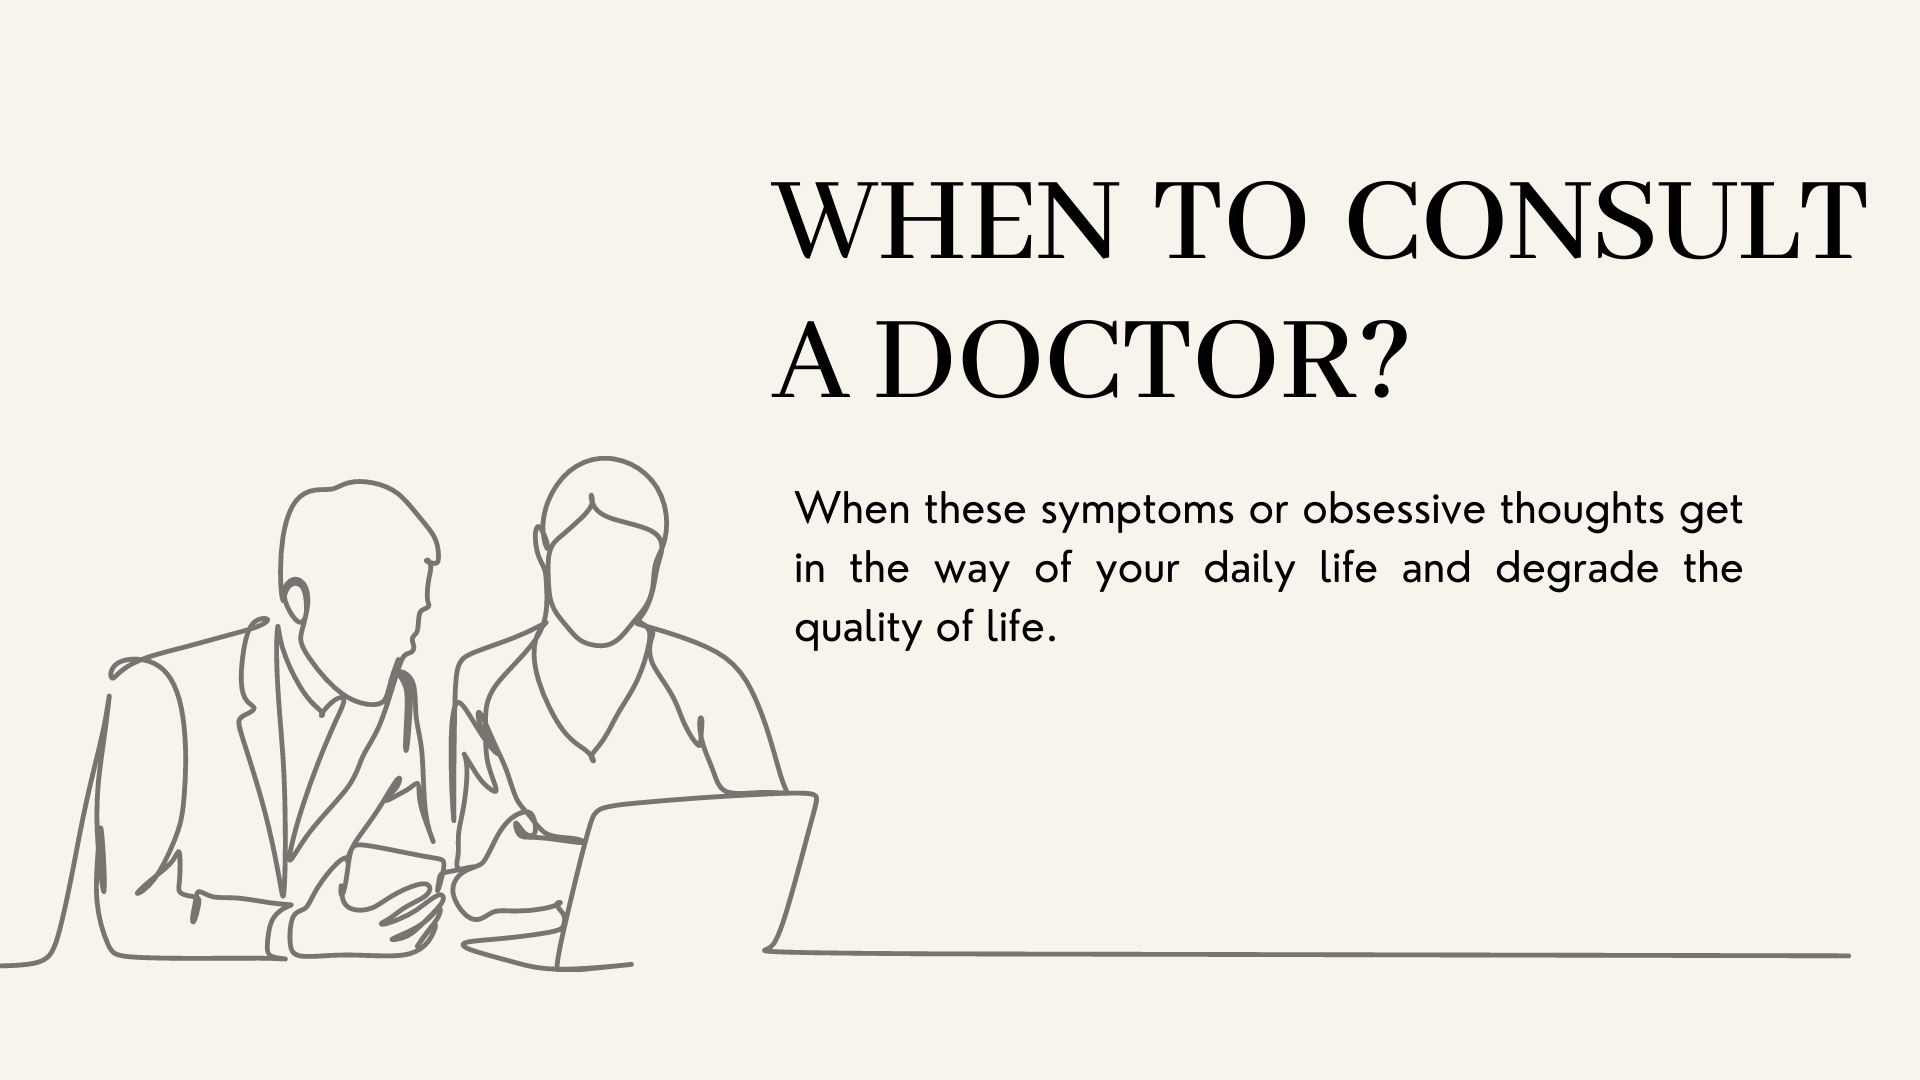 WHEN TO CONSULT
A DOCTOR?
When these symptoms or obsessive thoughts get
in the way of your daily life and degrade the
quality of life.